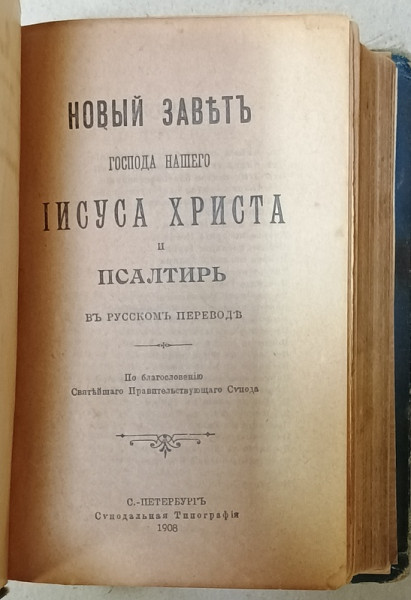 НОВЫЙ ЗАВѢТЪ
ГОСПОДА НАШЕГО
ІИСУСА ХРИСТА
И
ПСАЛТИРЬ
ВЪ РУССКОМЪ ПЕРЕВОДѢ
По благословенію
Святѣйшаго Правительствующаго Сѵнода
С.-ПЕТЕРБУРГЪ
Сѵнодальная Типографія
1908